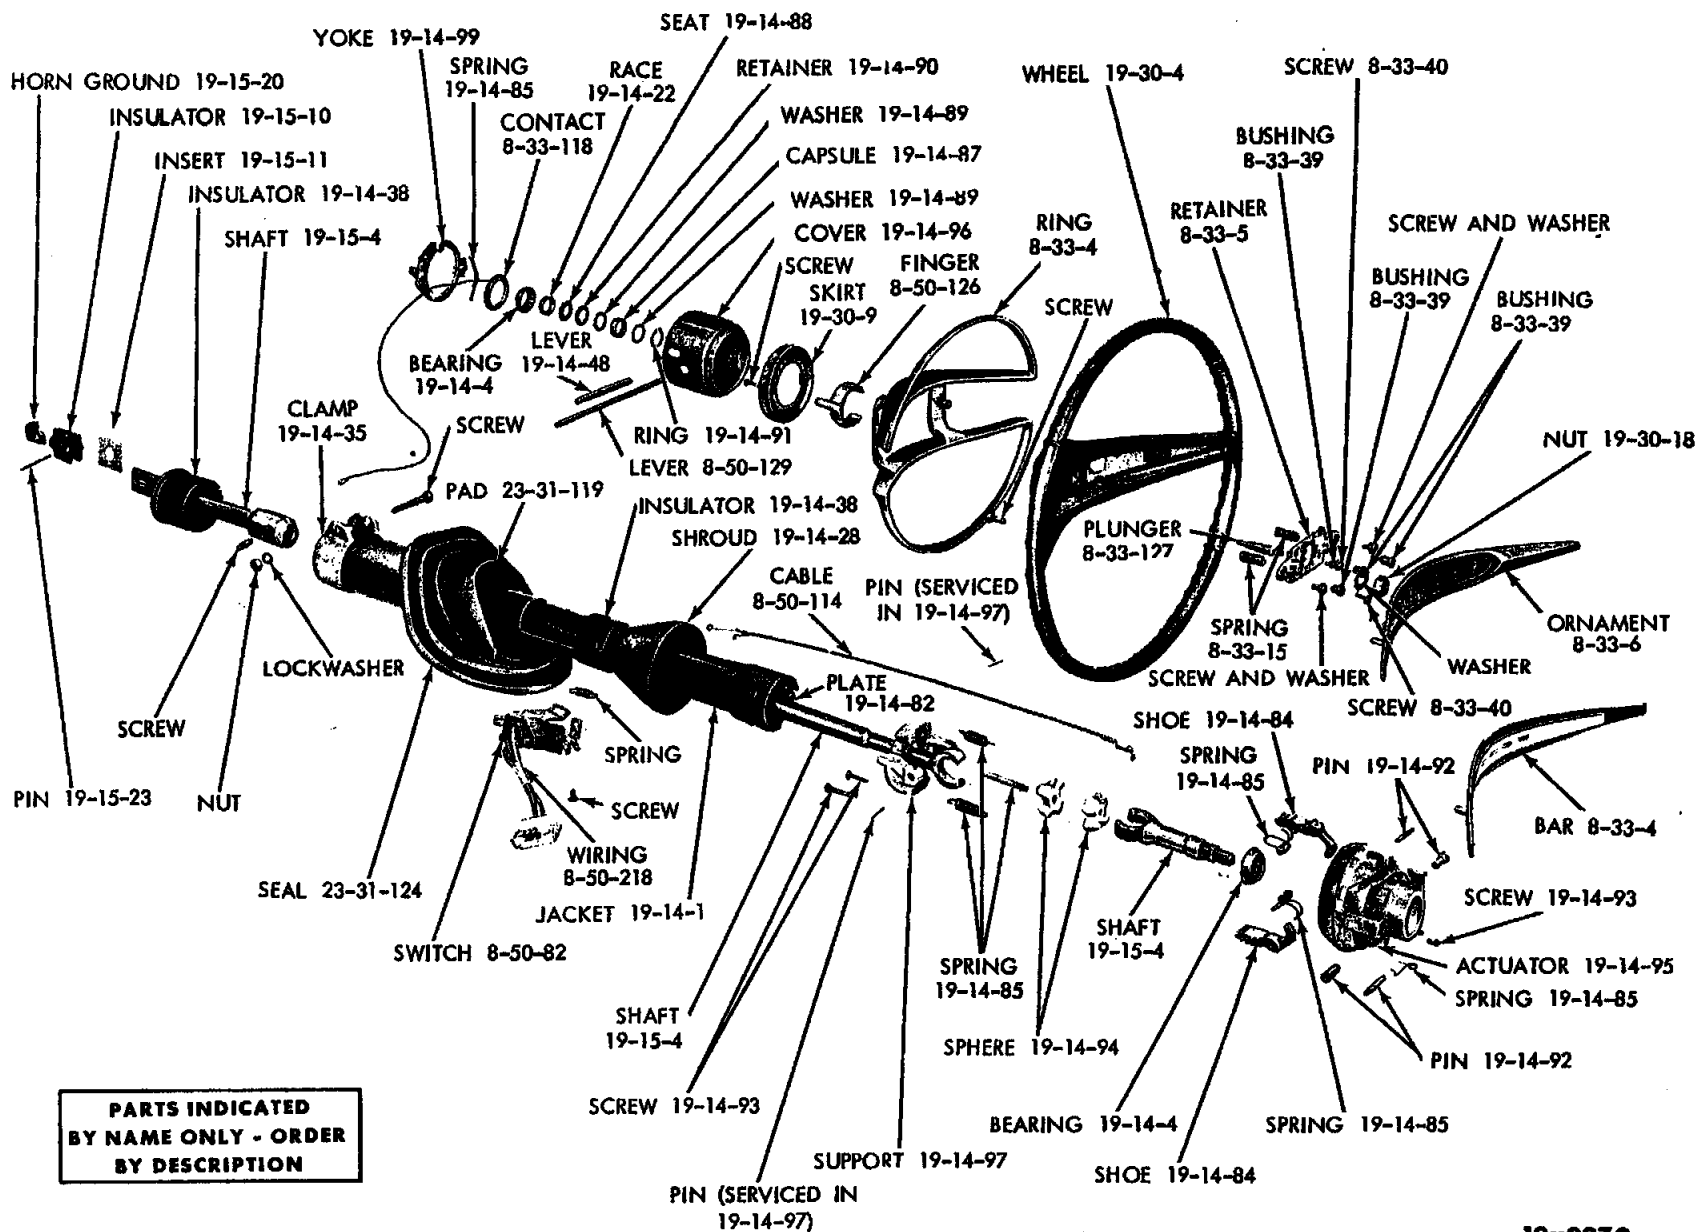 YOKE 19-14-99
SEAT 19-14-88
HORN GROUND 19-15-20
SPRING
19-14-85
RACE
19-14-22
RETAINER 19-14-90
WHEEL 19-30-4
SCREW 8-33-40
INSULATOR 19-15-10
CONTACT
8-33-118
WASHER 19-14-89
BUSHING
8-33-39
INSERT 19-15-11
CAPSULE 19-14-87
INSULATOR 19-14-38
WASHER 19-14-89
RING
8-33-4
RETAINER
8-33-5
SCREW AND WASHER
SHAFT 19-15-4
COVER 19-14-96
SCREW
FINGER
8-50-126
BUSHING
8-33-39
BUSHING
8-33-39
SKIRT
19-30-9
SCREW
BEARING
19-14-4
LEVER
19-14-48
CLAMP
19-14-35
SCREW
RING 19-14-91
NUT 19-30-18
LEVER 8-50-129
PAD 23-31-119
INSULATOR 19-14-38
SHROUD 19-14-28
PLUNGER
8-33-127
CABLE
8-50-114
PIN (SERVICED
IN 19-14-97)
SPRING
8-33-15
ORNAMENT
8-33-6
LOCKWASHER
WASHER
SCREW AND WASHER
PLATE
19-14-82
SCREW 8-33-40
SCREW
SHOE 19-14-84
SPRING
SPRING
19-14-85
PIN 19-14-92
PIN 19-15-23
NUT
SCREW
BAR 8-33-4
WIRING
8-50-218
SEAL 23-31-124
JACKET 19-14-1
SCREW 19-14-93
SHAFT
19-15-4
SWITCH 8-50-82
SPRING
19-14-85
ACTUATOR 19-14-95
SPRING 19-14-85
SHAFT
19-15-4
SPHERE 19-14-94
PIN 19-14-92
SCREW 19-14-93
BEARING 19-14-4
SPRING 19-14-85
PARTS INDICATED
BY NAME ONLY - ORDER
BY DESCRIPTION
SUPPORT 19-14-97
SHOE 19-14-84
PIN (SERVICED IN
19-14-97)